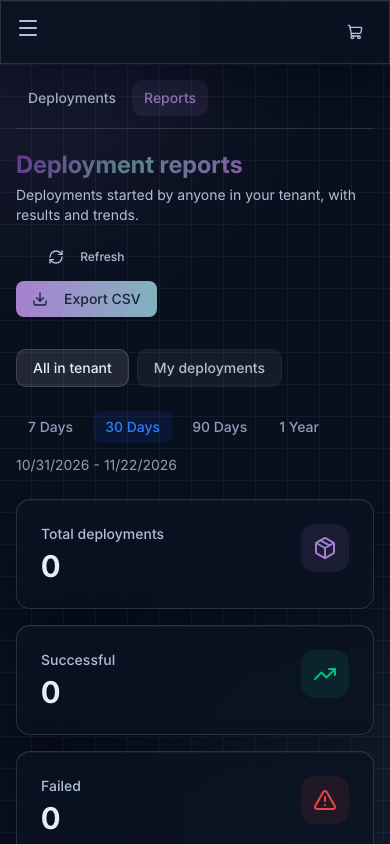 Deployments Reports
Deployment reports
Deployments started by anyone in your tenant, with
results and trends.
Refresh
Export CSV
All in tenant My deployments
7 Days 30 Days 90 Days 1 Year
10/31/2026 - 11/22/2026
Total deployments
0
Successful
0
Failed
0